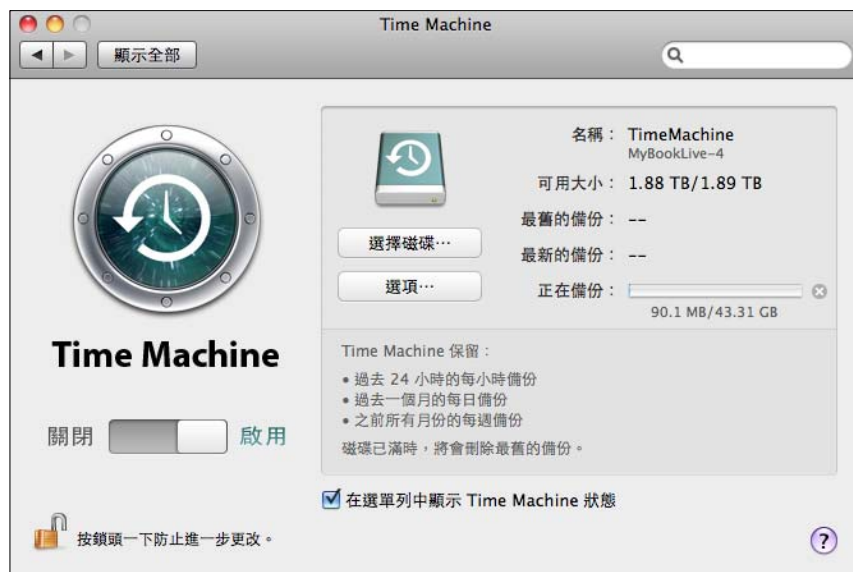 Time Machine
顯示全部
名稱： TimeMachine
MyBookLive-4
可用大小： 1.88 TB/1.89 TB
最舊的備份： --
最新的備份： --
正在備份：
90.1 MB/43.31 GB
選擇磁碟⋯
選項⋯
Time Machine
關閉
啟用
Time Machine 保留：
• 過去 24 小時的每小時備份
• 過去一個月的每日備份
• 之前所有月份的每週備份
磁碟已滿時，將會刪除最舊的備份。
在選單列中顯示 Time Machine 狀態
按鎖頭一下防止進一步更改。
?